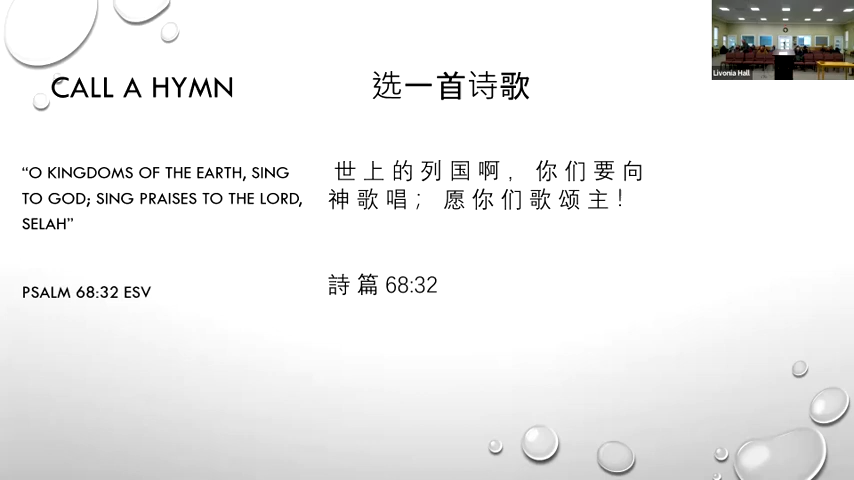 CALL A HYMN
选一首诗歌
“O KINGDOMS OF THE EARTH, SING
TO GOD; SING PRAISES TO THE LORD,
SELAH”
PSALM 68:32 ESV
世上的列国啊，你们要向
神歌唱；愿你们歌颂主！
詩篇 68:32
Livonia Hall